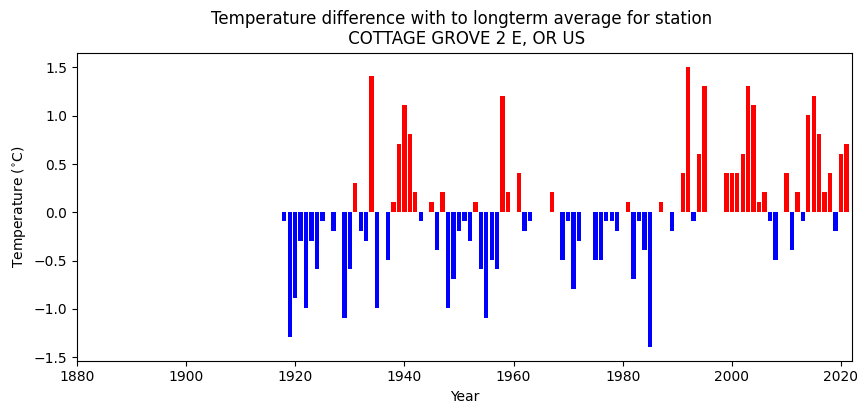 Temperature difference with to longterm average for station
COTTAGE GROVE 2 E, OR US
1.5
1.0
0.5
0.0
−0.5
−1.0
−1.5
Temperature (°C)
1880 1900 1920 1940 1960 1980 2000 2020
Year